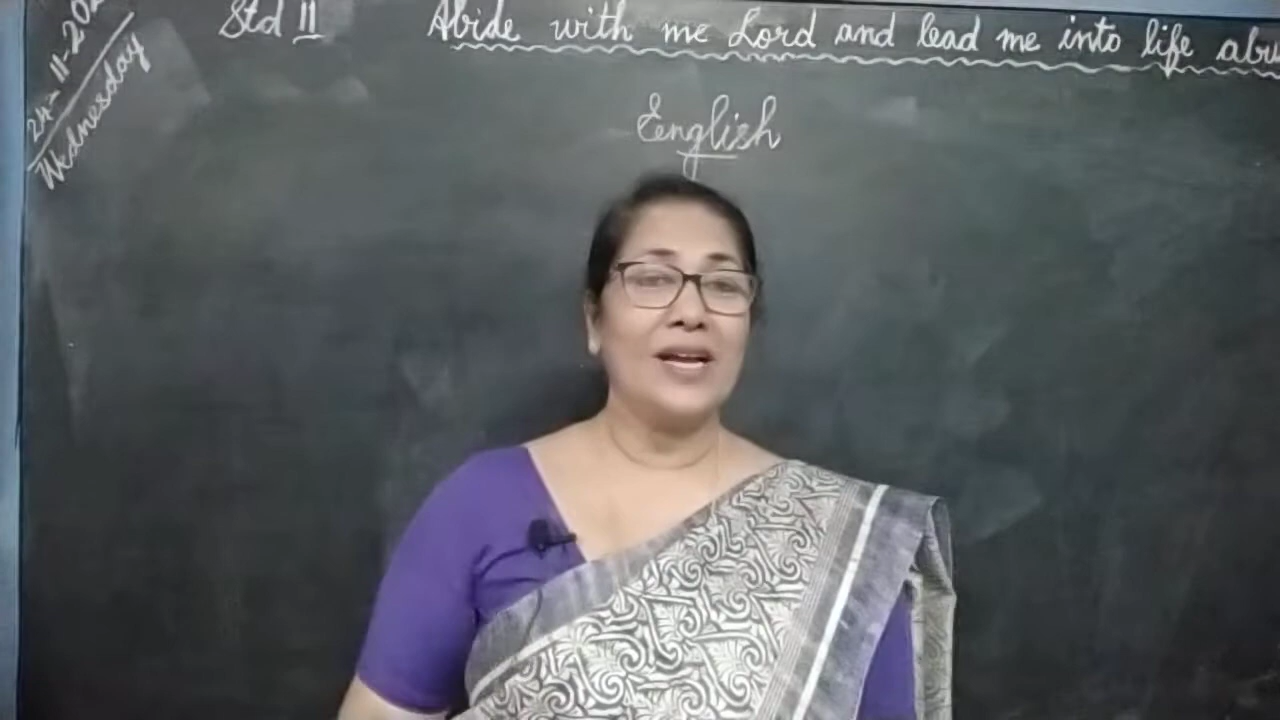 24-11-202
Wednesday
Std II
Abide with me Lord and lead me into life abu
English